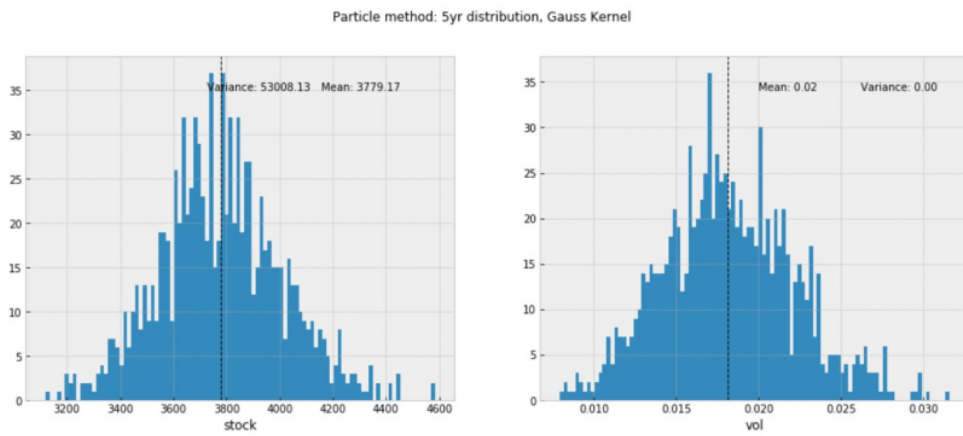 Particle method: 5yr distribution, Gauss Kernel
35
30
25
20
15
10
5
0
Variance: 53008.13 Mean: 3779.17
3200 3400 3600 3800 4000 4200 4400 4600
stock
35
30
25
20
15
10
5
0
Mean: 0.02 Variance: 0.00
0.010 0.015 0.020 0.025 0.030
vol